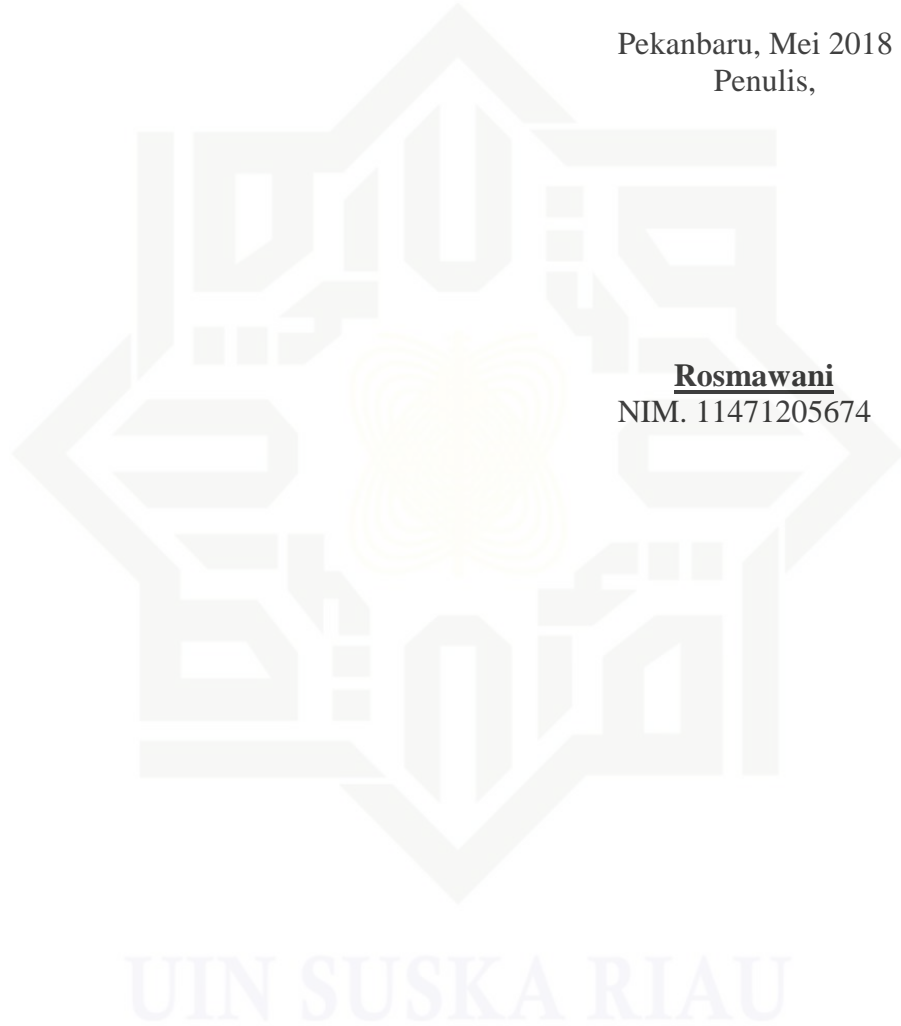 Pekanbaru, Mei 2018
Penulis,
Rosmawani
NIM. 11471205674
UIN SUSKA RIAU